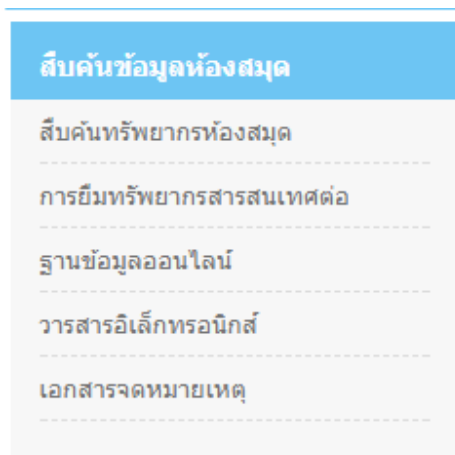 สืบค้นข้อมูลห้องสมุด
สืบค้นทรัพยากรห้องสมุด
การยืมทรัพยากรสารสนเทศต่อ
ฐานข้อมูลออนไลน์
วารสารอิเล็กทรอนิกส์
เอกสารจดหมายเหตุ